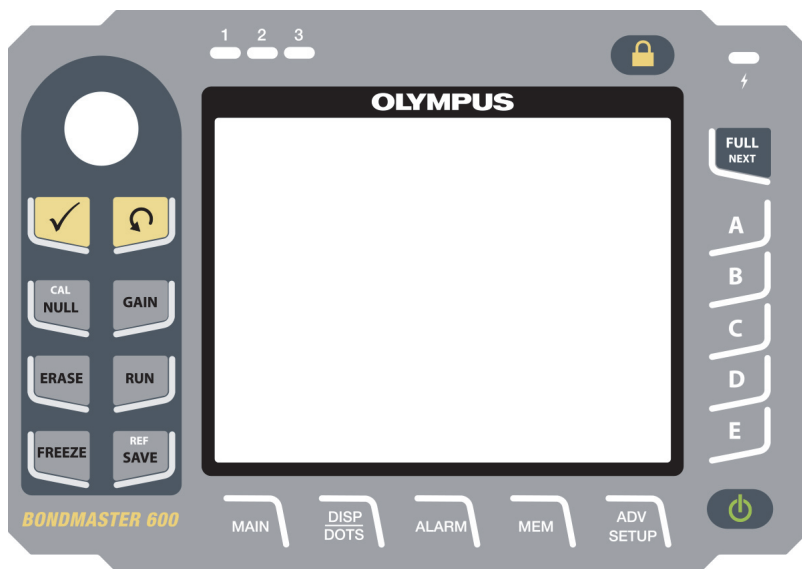 1 2 3
OLYMPUS
FULL
NEXT
A
B
C
D
E
CAL
NULL
GAIN
ERASE
RUN
FREEZE
REF
SAVE
BONDMASTER 600
MAIN
DISP
DOTS
ALARM
MEM
ADV
SETUP